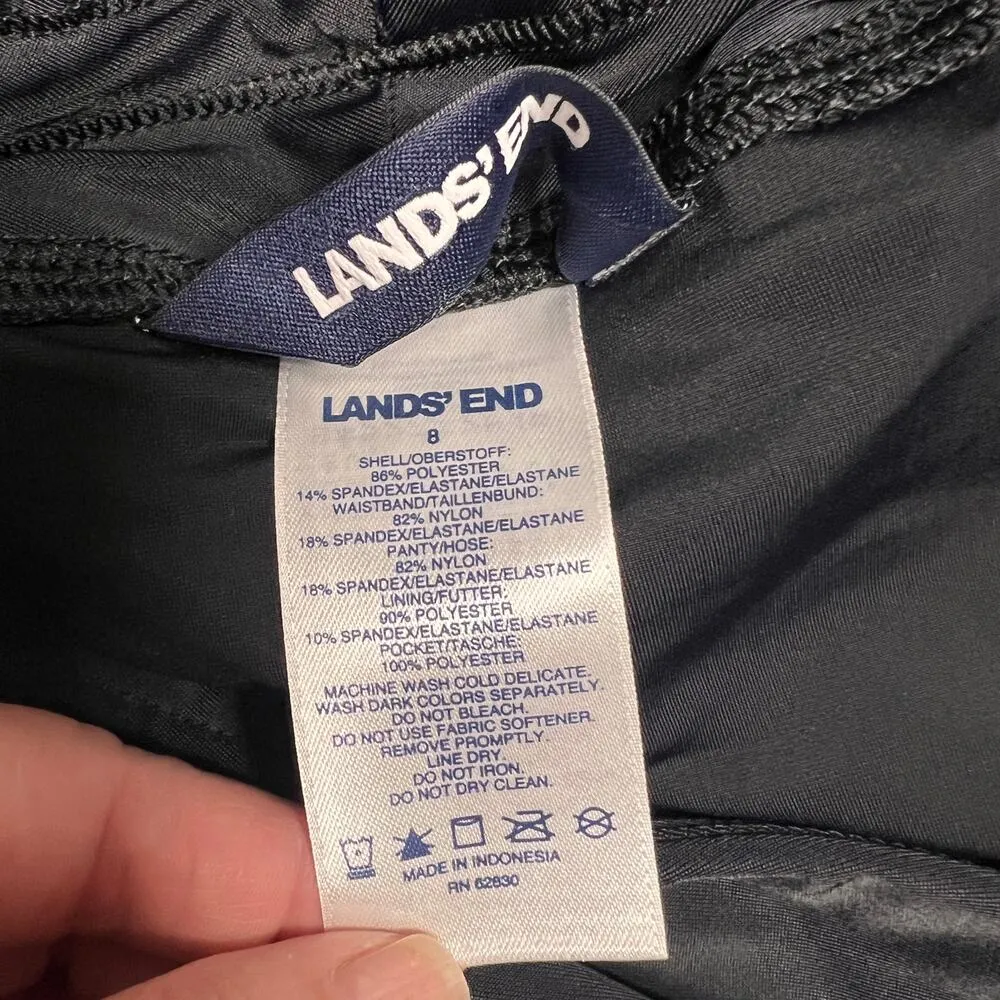 LANDS' END
LANDS' END
8
SHELL/OBERSTOFF:
86% POLYESTER
14% SPANDEX/ELASTANE/ELASTANE
WAISTBAND/TAILLENBUND:
82% NYLON
18% SPANDEX/ELASTANE/ELASTANE
PANTY/HOSE:
82% NYLON
18% SPANDEX/ELASTANE/ELASTANE
LINING/FUTTER:
90% POLYESTER
10% SPANDEX/ELASTANE/ELASTANE
POCKET/TASCHE:
100% POLYESTER
MACHINE WASH COLD DELICATE.
WASH DARK COLORS SEPARATELY.
DO NOT BLEACH.
DO NOT USE FABRIC SOFTENER.
REMOVE PROMPTLY.
LINE DRY.
DO NOT IRON.
DO NOT DRY CLEAN.
MADE IN INDONESIA
RN 62830